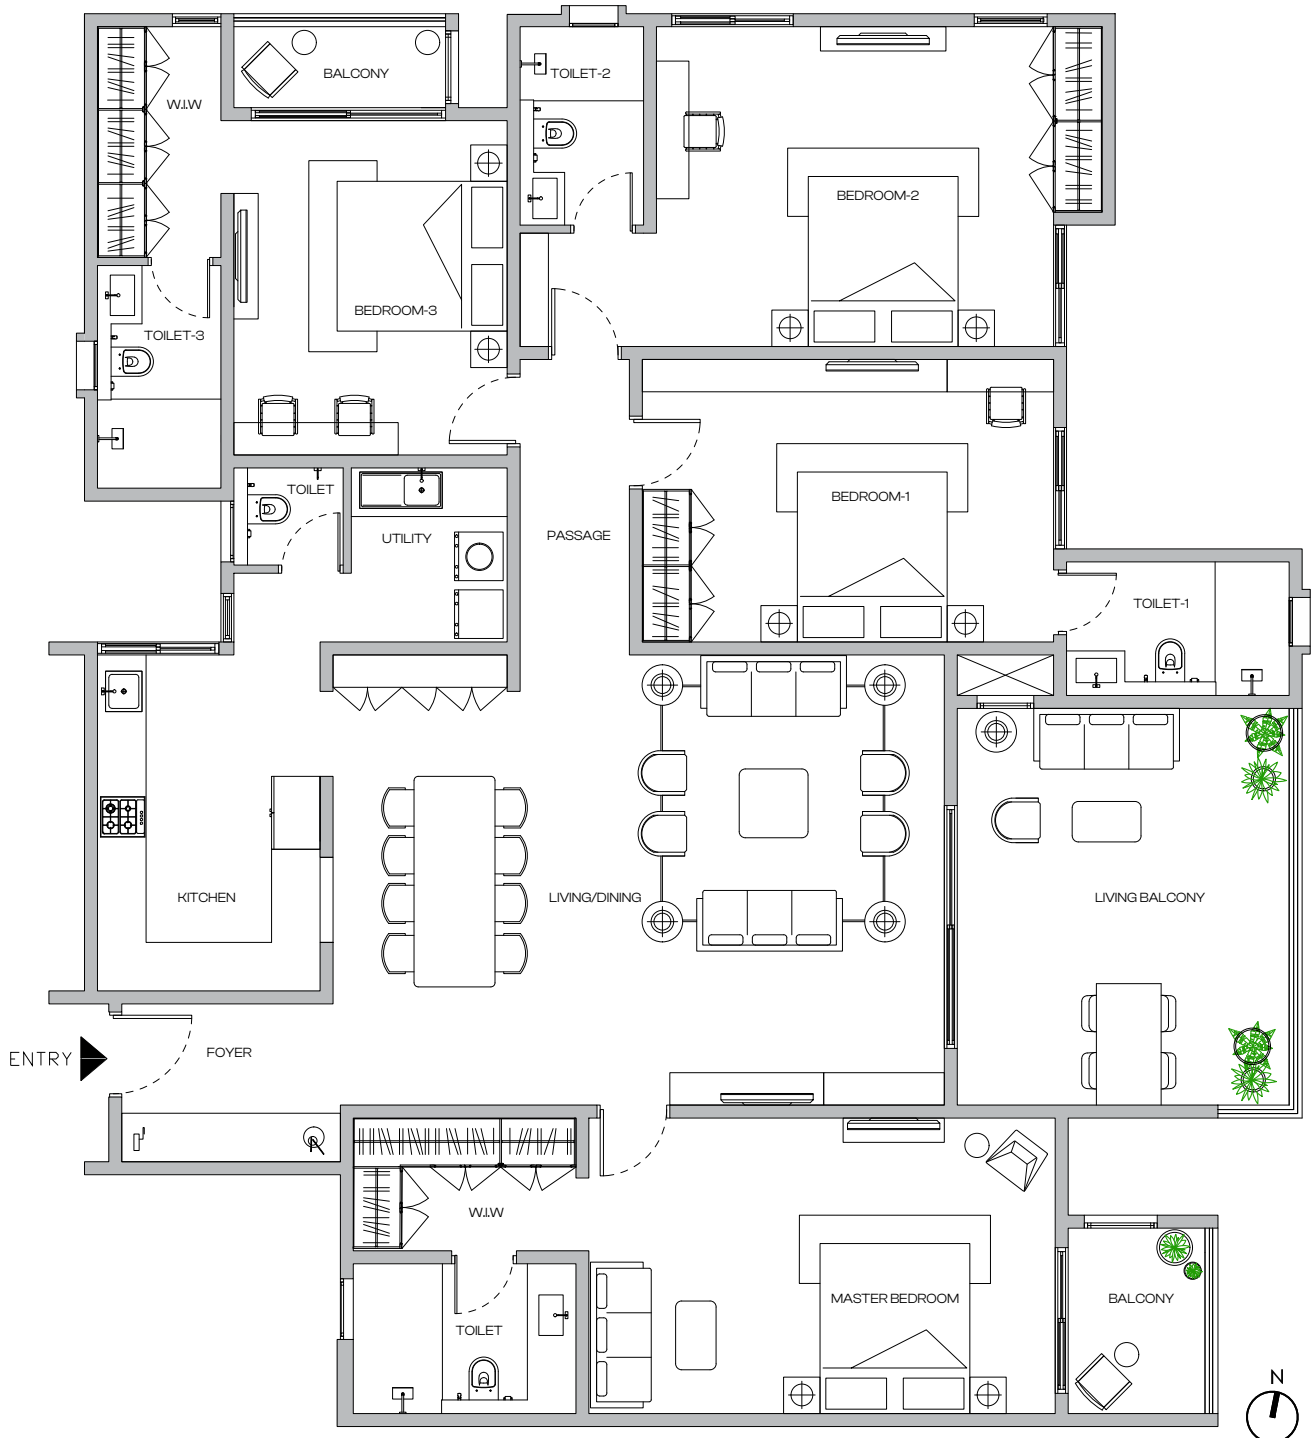 BALCONY
TOILET-2
W.I.W
BEDROOM-2
BEDROOM-3
TOILET-3
TOILET
BEDROOM-1
UTILITY
PASSAGE
TOILET-1
KITCHEN
LIVING/DINING
LIVING BALCONY
ENTRY
FOYER
W.I.W
MASTER BEDROOM
BALCONY
TOILET
N